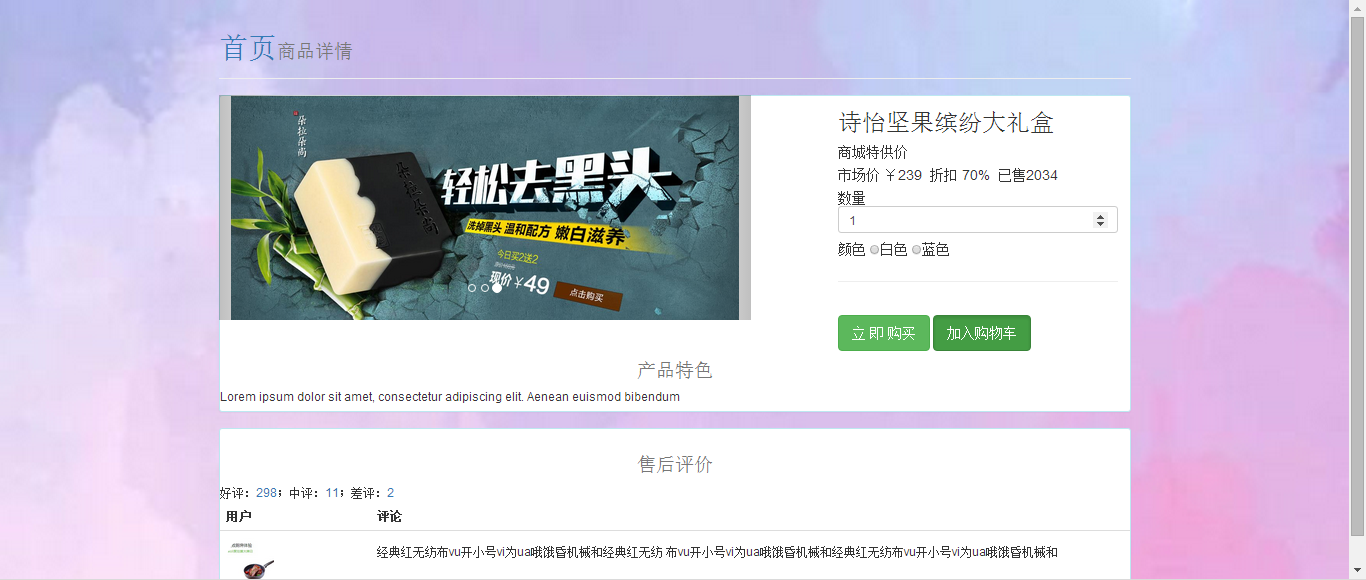 首页商品详情
朵拉朵尚
朵拉朵尚
轻松去黑头
洗掉黑头 温和配方 嫩白滋养
今日买2送2
现价￥49
点击购买
诗怡坚果缤纷大礼盒
商城特供价
市场价 ￥239 折扣 70% 已售2034
数量
1
颜色 白色 蓝色
立 即 购买 加入购物车
产品特色
Lorem ipsum dolor sit amet, consectetur adipiscing elit. Aenean euismod bibendum
售后评价
好评：298；中评：11；差评：2
用户 评论
经典红无纺布vu开小号vi为ua哦饿昏机械和经典红无纺 布vu开小号vi为ua哦饿昏机械和经典红无纺布vu开小号vi为ua哦饿昏机械和